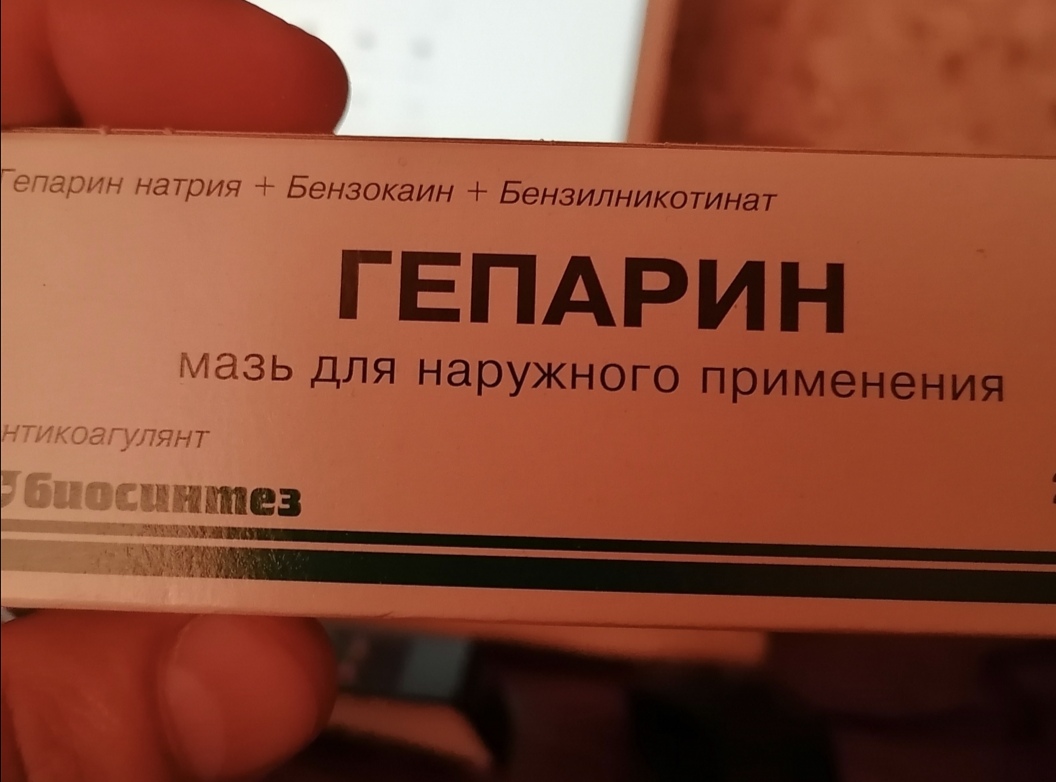 Гепарин натрия + Бензокаин + Бензилникотинат
ГЕПАРИН
мазь для наружного применения
нтикоагулянт
биосинтез